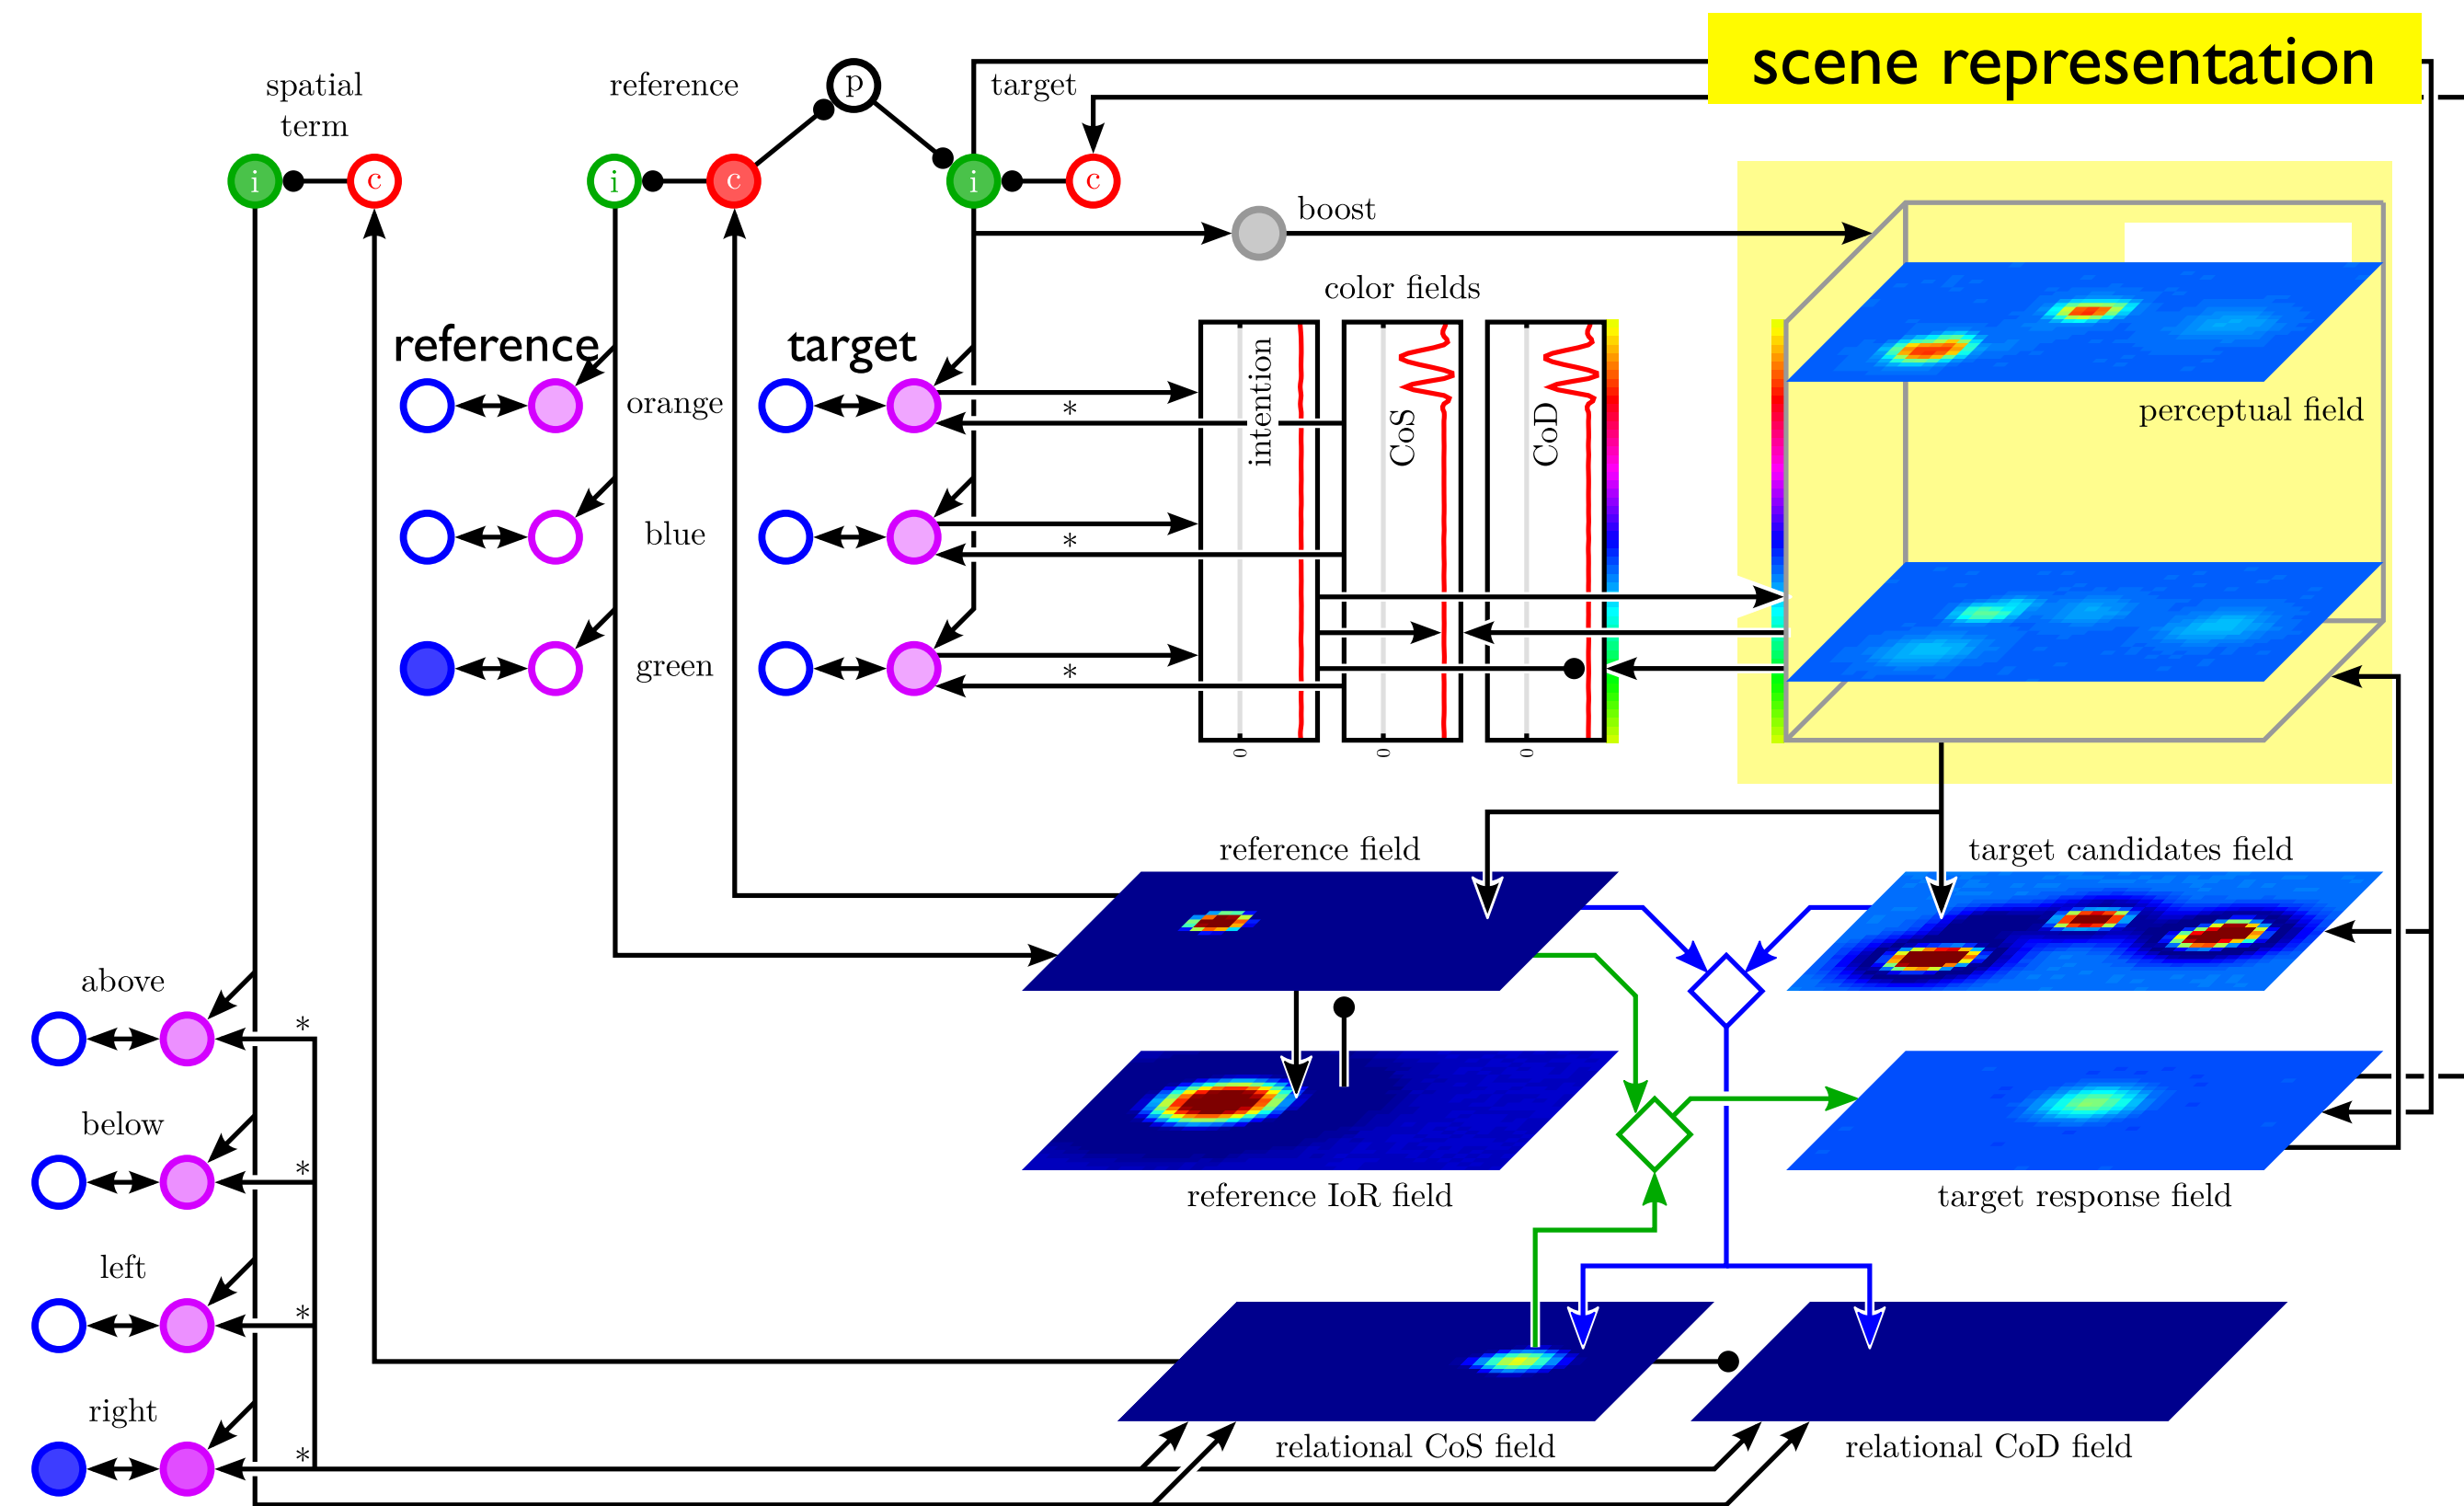 scene representation
spatial
term
reference
p
target
i
c
i
c
i
c
boost
color fields
reference
target
intention
CoS
CoD
orange
*
blue
*
green
*
0
0
0
perceptual field
reference field
target candidates field
above
*
below
*
reference IoR field
target response field
left
*
right
*
relational CoS field
relational CoD field